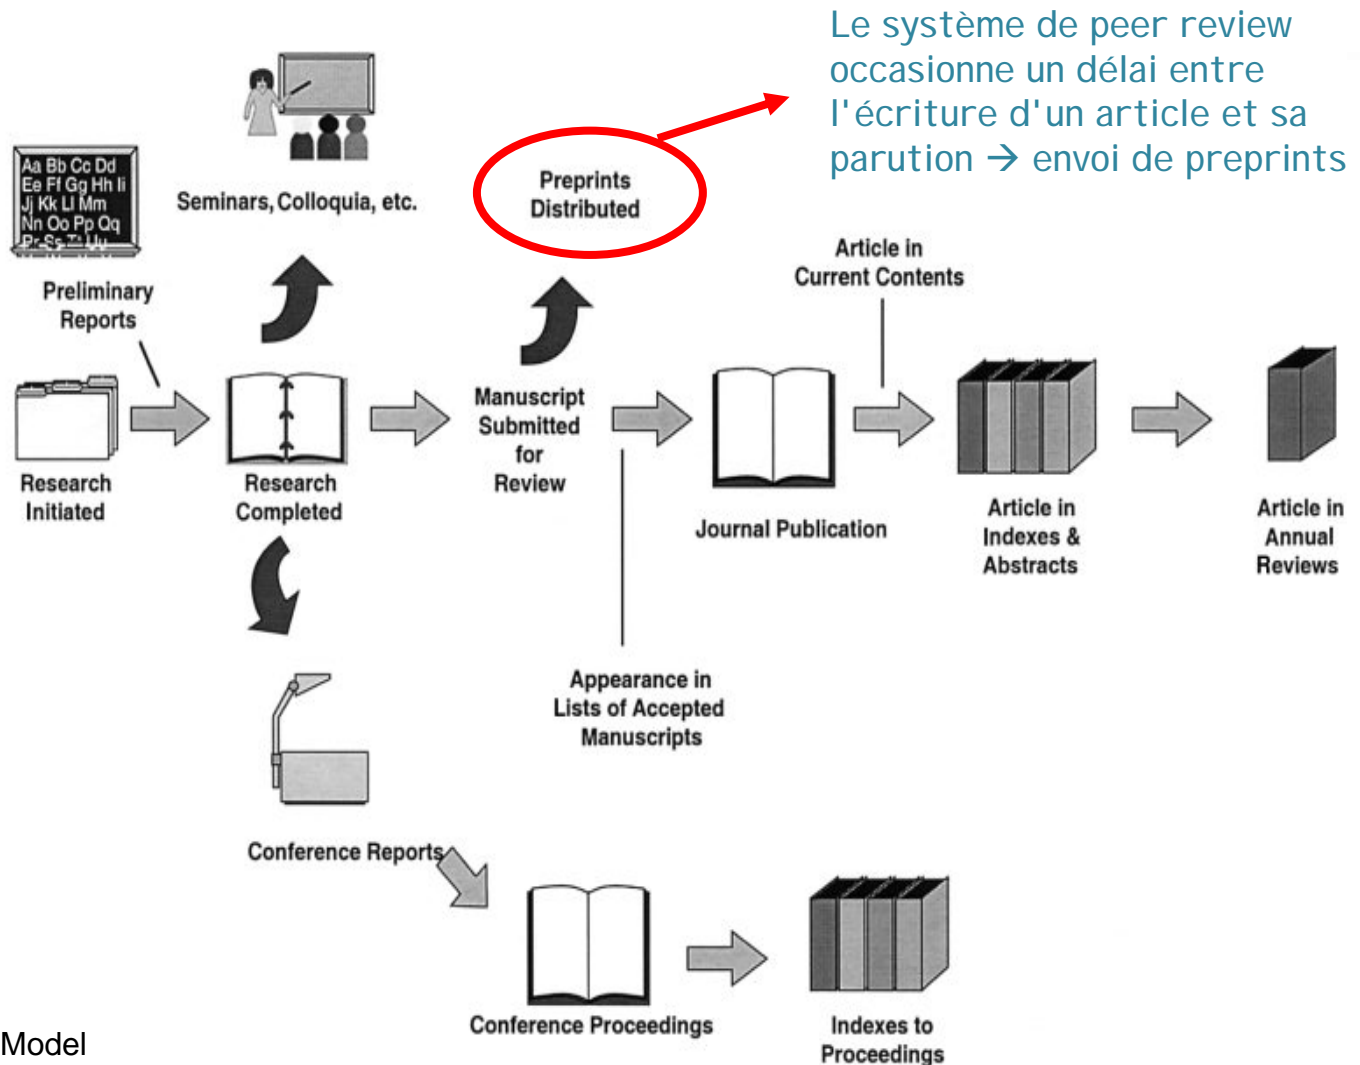 Le système de peer review
occasionne un délai entre
l'écriture d'un article et sa
parution → envoi de preprints
Aa Bb Cc Dd
Ee Ff Gg Hh Ii
Jj Kk Ll Mm
Nn Oo Pp Qq
Rr Ss Tt Uu
Seminars, Colloquia, etc.
Preprints
Distributed
Article in
Current Contents
Preliminary
Reports
Manuscript
Submitted
for
Review
Research
Initiated
Research
Completed
Journal Publication
Article in
Indexes &
Abstracts
Article in
Annual
Reviews
Appearance in
Lists of Accepted
Manuscripts
Conference Reports
Conference Proceedings
Indexes to
Proceedings
Model